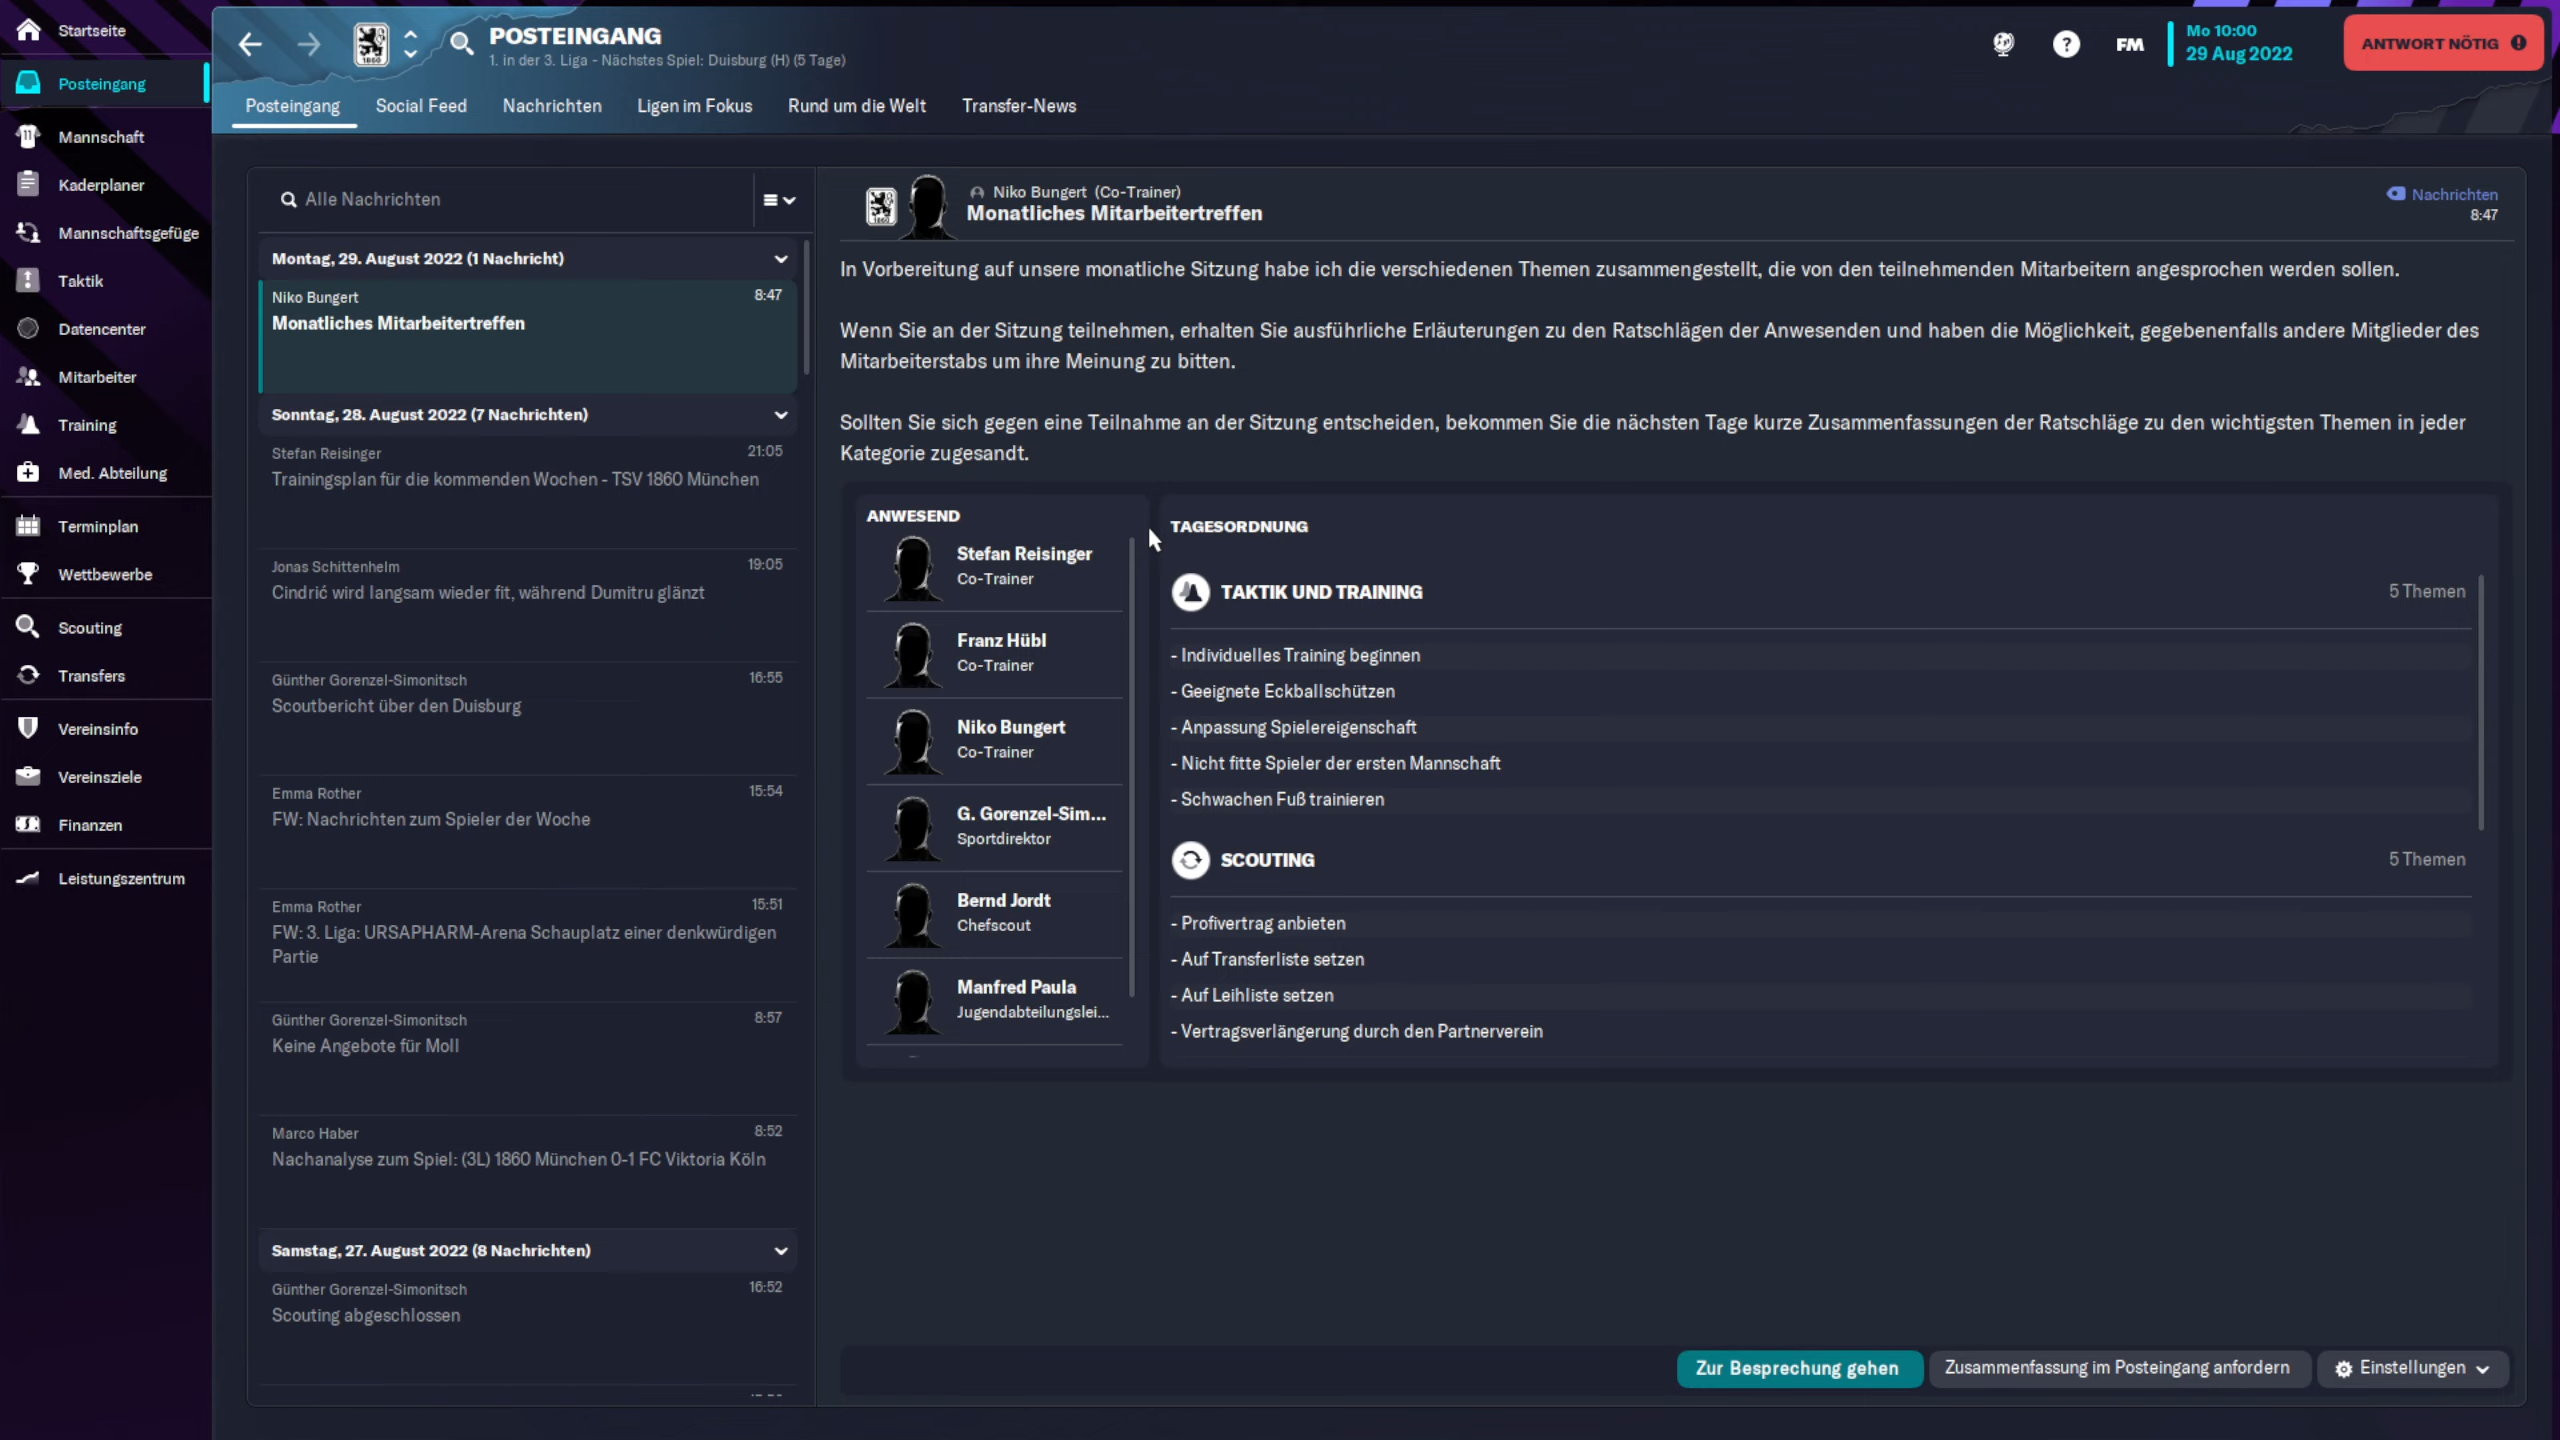 Startseite
Posteingang
Mannschaft
Kaderplaner
Mannschaftsgefüge
Taktik
Datencenter
Mitarbeiter
Training
Med. Abteilung
Terminplan
Wettbewerbe
Scouting
Transfers
Vereinsinfo
Vereinsziele
Finanzen
Leistungszentrum
POSTEINGANG
1. in der 3. Liga - Nächstes Spiel: Duisburg (H) (5 Tage)
FM
Mo 10:00
29 Aug 2022
ANTWORT NÖTIG
Posteingang
Social Feed
Nachrichten
Ligen im Fokus
Rund um die Welt
Transfer-News
Alle Nachrichten
Montag, 29. August 2022 (1 Nachricht)
Niko Bungert 8:47
Monatliches Mitarbeitertreffen
Sonntag, 28. August 2022 (7 Nachrichten)
Stefan Reisinger 21:05
Trainingsplan für die kommenden Wochen - TSV 1860 München
Jonas Schittenhelm 19:05
Cindrić wird langsam wieder fit, während Dumitru glänzt
Günther Gorenzel-Simonitsch 16:55
Scoutbericht über den Duisburg
Emma Rother 15:54
FW: Nachrichten zum Spieler der Woche
Emma Rother 15:51
FW: 3. Liga: URSAPHARM-Arena Schauplatz einer denkwürdigen
Partie
Günther Gorenzel-Simonitsch 8:57
Keine Angebote für Moll
Marco Haber 8:52
Nachanalyse zum Spiel: (3L) 1860 München 0-1 FC Viktoria Köln
Samstag, 27. August 2022 (8 Nachrichten)
Günther Gorenzel-Simonitsch 16:52
Scouting abgeschlossen
Niko Bungert (Co-Trainer)
Monatliches Mitarbeitertreffen
Nachrichten
8:47
In Vorbereitung auf unsere monatliche Sitzung habe ich die verschiedenen Themen zusammengestellt, die von den teilnehmenden Mitarbeitern angesprochen werden sollen.
Wenn Sie an der Sitzung teilnehmen, erhalten Sie ausführliche Erläuterungen zu den Ratschlägen der Anwesenden und haben die Möglichkeit, gegebenenfalls andere Mitglieder des
Mitarbeiterstabs um ihre Meinung zu bitten.
Sollten Sie sich gegen eine Teilnahme an der Sitzung entscheiden, bekommen Sie die nächsten Tage kurze Zusammenfassungen der Ratschläge zu den wichtigsten Themen in jeder
Kategorie zugesandt.
ANWESEND
Stefan Reisinger
Co-Trainer
Franz Hübl
Co-Trainer
Niko Bungert
Co-Trainer
G. Gorenzel-Sim...
Sportdirektor
Bernd Jordt
Chefscout
Manfred Paula
Jugendabteilungslei...
TAGESORDNUNG
TAKTIK UND TRAINING 5 Themen
- Individuelles Training beginnen
- Geeignete Eckballschützen
- Anpassung Spielereigenschaft
- Nicht fitte Spieler der ersten Mannschaft
- Schwachen Fuß trainieren
SCOUTING 5 Themen
- Profivertrag anbieten
- Auf Transferliste setzen
- Auf Leihliste setzen
- Vertragsverlängerung durch den Partnerverein
Zur Besprechung gehen
Zusammenfassung im Posteingang anfordern
Einstellungen